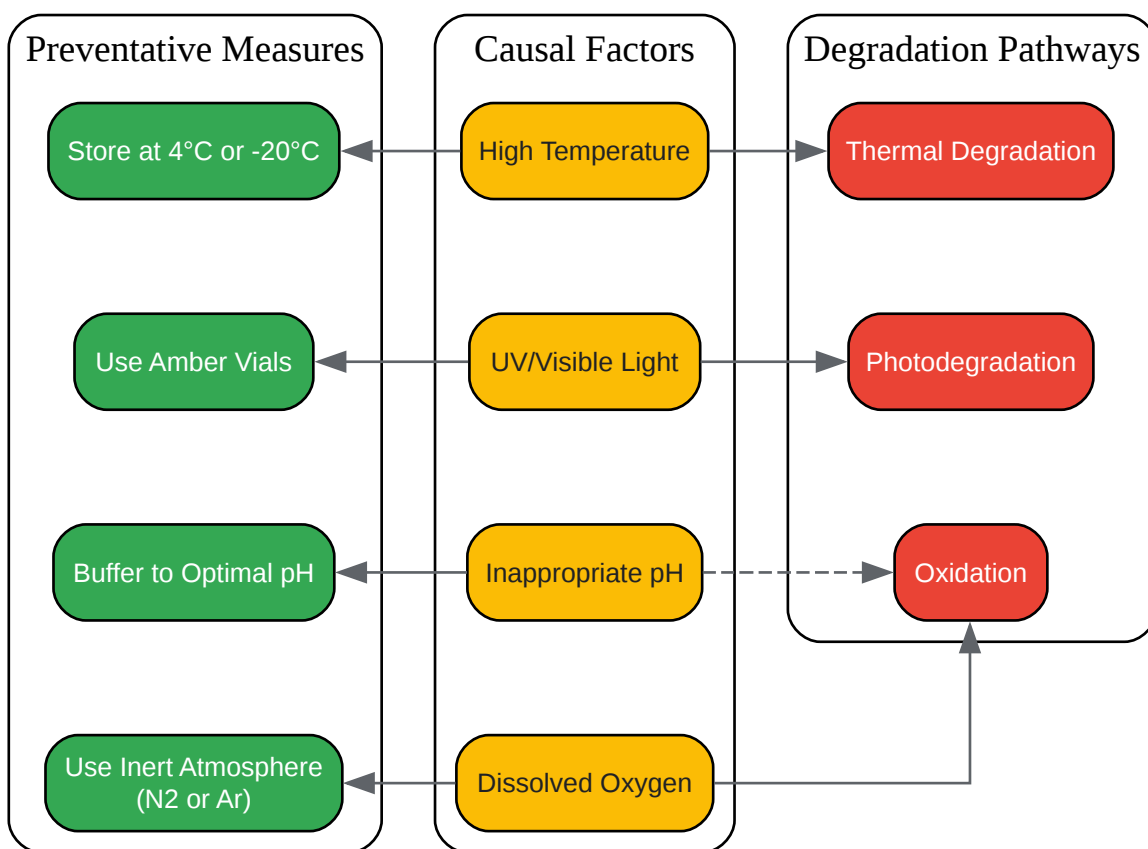 Preventative Measures
Causal Factors
Degradation Pathways
Store at 4°C or -20°C
High Temperature
Thermal Degradation
Use Amber Vials
UV/Visible Light
Photodegradation
Buffer to Optimal pH
Inappropriate pH
Oxidation
Use Inert Atmosphere
(N2 or Ar)
Dissolved Oxygen